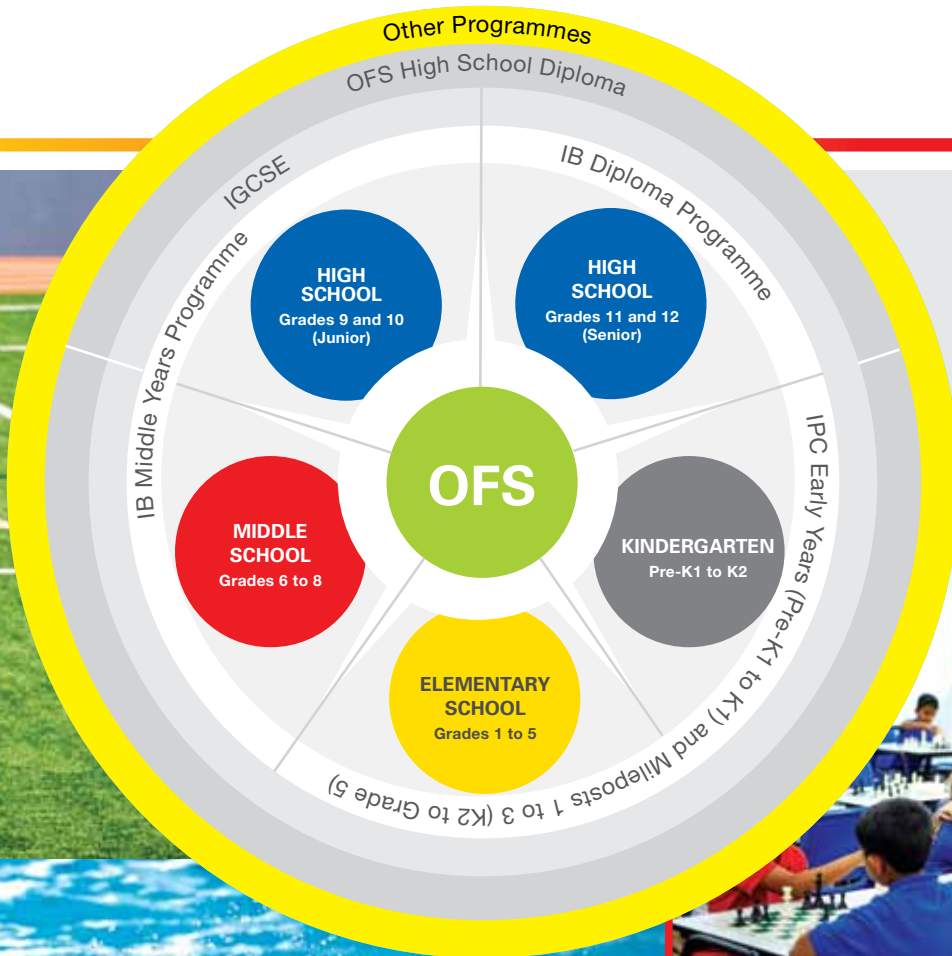 Other Programmes
OFS High School Diploma
IGCSE
IB Diploma Programme
IB Middle Years Programme
IPC Early Years (Pre-K1 to K1) and Mileposts 1 to 3 (K2 to Grade 5)
HIGH
SCHOOL
Grades 9 and 10
(Junior)
HIGH
SCHOOL
Grades 11 and 12
(Senior)
OFS
MIDDLE
SCHOOL
Grades 6 to 8
KINDERGARTEN
Pre-K1 to K2
ELEMENTARY
SCHOOL
Grades 1 to 5